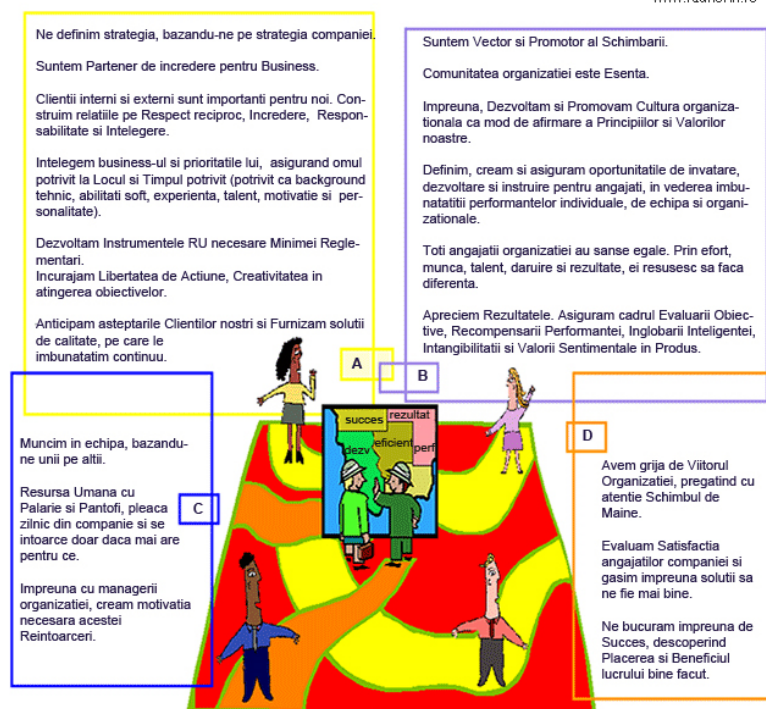 Ne definim strategia, bazandu-ne pe strategia companiei.
Suntem Partener de incredere pentru Business.
Clientii interni si externi sunt importanti pentru noi. Con-
struim relatiile pe Respect reciproc, Incredere, Respon-
sabilitate si Intelegere.
Intelegem business-ul si prioritatile lui, asigurand omul
potrivit la Locul si Timpul potrivit (potrivit ca background
tehnic, abilitati soft, experienta, talent, motivatie si per-
sonalitate).
Dezvoltam Instrumentele RU necesare Minimei Regle-
mentari.
Incurajam Libertatea de Actiune, Creativitatea in
atingerea obiectivelor.
Anticipam asteptarile Clientilor nostri si Furnizam solutii
de calitate, pe care le
imbunatatim continuu.
A
Suntem Vector si Promotor al Schimbarii.
Comunitatea organizatiei este Esenta.
Impreuna, Dezvoltam si Promovam Cultura organiza-
tionala ca mod de afirmare a Principiilor si Valorilor
noastre.
Definim, cream si asiguram oportunitatile de invatare,
dezvoltare si instruire pentru angajati, in vederea imbu-
natatitii performantelor individuale, de echipa si organi-
zationale.
Toti angajatii organizatiei au sanse egale. Prin efort,
munca, talent, daruire si rezultate, ei resusesc sa faca
diferenta.
Apreciem Rezultatele. Asiguram cadrul Evaluarii Obiec-
tive, Recompensarii Performantei, Inglobarii Inteligentei,
Intangibilitatii si Valorii Sentimentale in Produs.
B
succes
rezultat
dezv
eficient
perf
Muncim in echipa, bazandu-
ne unii pe altii.
Resursa Umana cu
Palarie si Pantofi, pleaca
zilnic din companie si se
intoarce doar daca mai are
pentru ce.
Impreuna cu managerii
organizatiei, cream motivatia
necesara acestei
Reintoarceri.
C
D
Avem grija de Viitorul
Organizatiei, pregatind cu
atentie Schimbul de
Maine.
Evaluam Satisfactia
angajatilor companiei si
gasim impreuna solutii sa
ne fie mai bine.
Ne bucuram impreuna de
Succes, descoperind
Placerea si Beneficiul
lucrului bine facut.